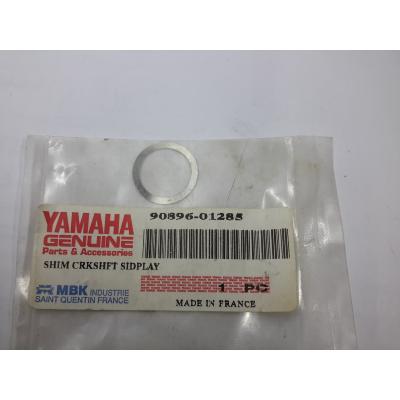 YAMAHA
GENUINE
Parts & Accessories
90896-01285
SHIM CRKSHFT SIDPLAY
MBK INDUSTRIE
SAINT QUENTIN FRANCE
1 PC
MADE IN FRANCE